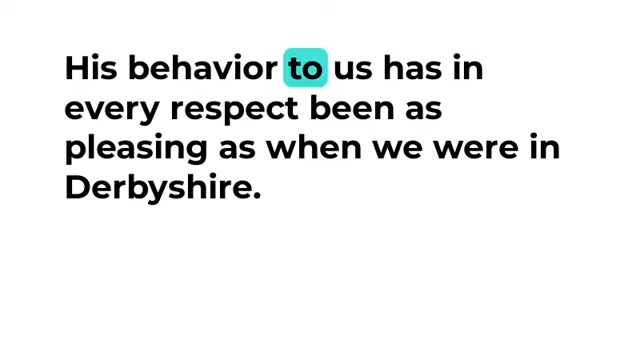 His behavior to us has in
every respect been as
pleasing as when we were in
Derbyshire.